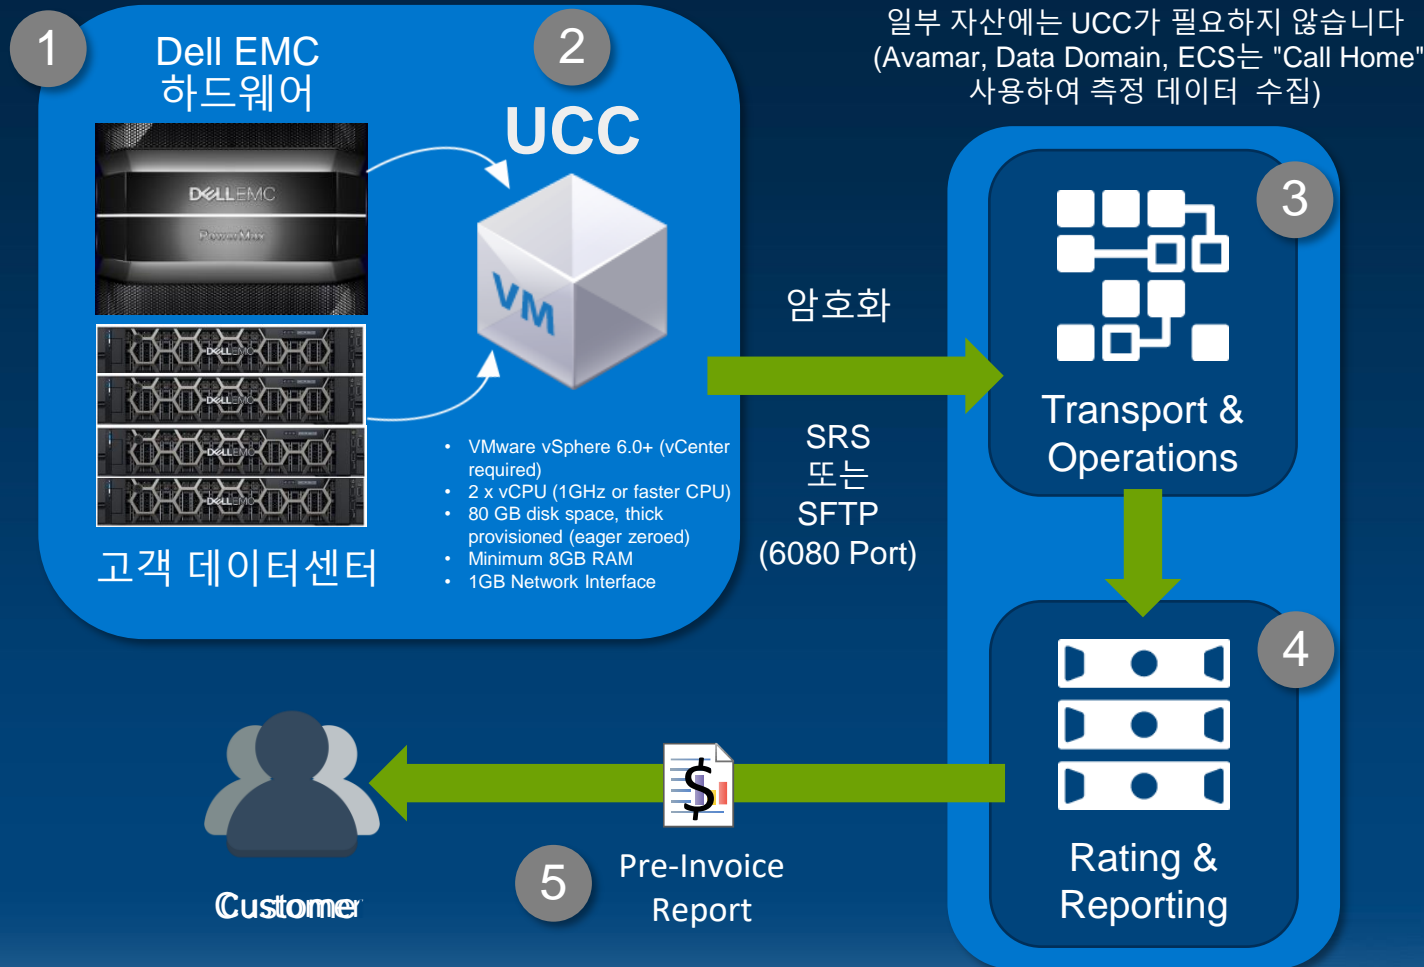 1
Dell EMC
하드웨어
2
UCC
DELLEMC
PowerMax
VM
DELLEMC
DELLEMC
DELLEMC
DELLEMC
고객 데이터센터
• VMware vSphere 6.0+ (vCenter
required)
• 2 x vCPU (1GHz or faster CPU)
• 80 GB disk space, thick
provisioned (eager zeroed)
• Minimum 8GB RAM
• 1GB Network Interface
일부 자산에는 UCC가 필요하지 않습니다
(Avamar, Data Domain, ECS는 "Call Home"
사용하여 측정 데이터 수집)
암호화
SRS
또는
SFTP
(6080 Port)
3
Transport &
Operations
4
Rating &
Reporting
$
5
Pre-Invoice
Report
Customer